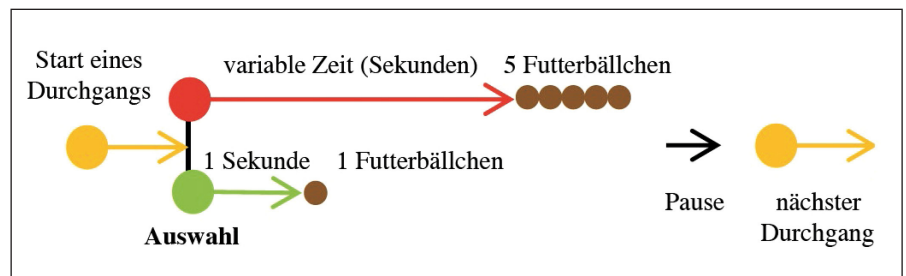 Start eines
Durchgangs
variable Zeit (Sekunden)
5 Futterbällchen
1 Sekunde
1 Futterbällchen
Auswahl
Pause
nächster
Durchgang